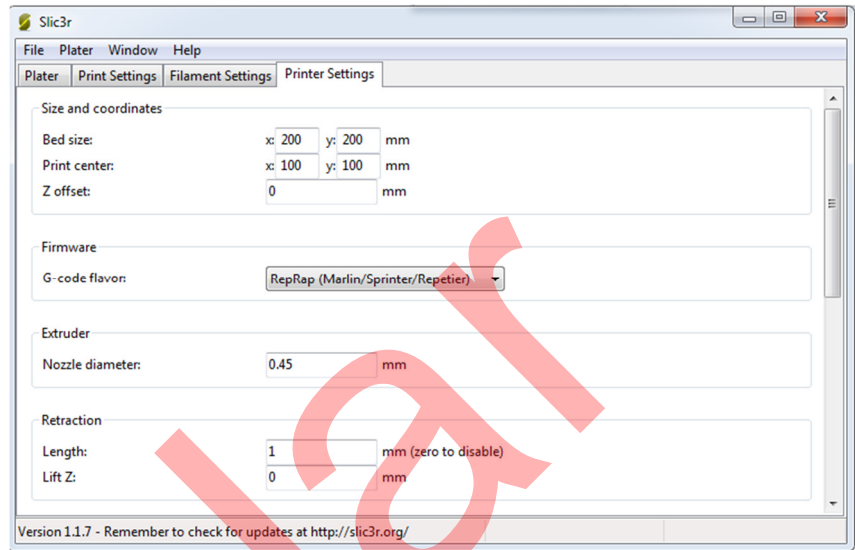 Slic3r
File Plater Window Help
Plater Print Settings Filament Settings Printer Settings
Size and coordinates
Bed size: x: 200 y: 200 mm
Print center: x: 100 y: 100 mm
Z offset: 0 mm
Firmware
G-code flavor: RepRap (Marlin/Sprinter/Repetier)
Extruder
Nozzle diameter: 0.45 mm
Retraction
Length: 1 mm (zero to disable)
Lift Z: 0 mm
Version 1.1.7 - Remember to check for updates at http://slic3r.org/